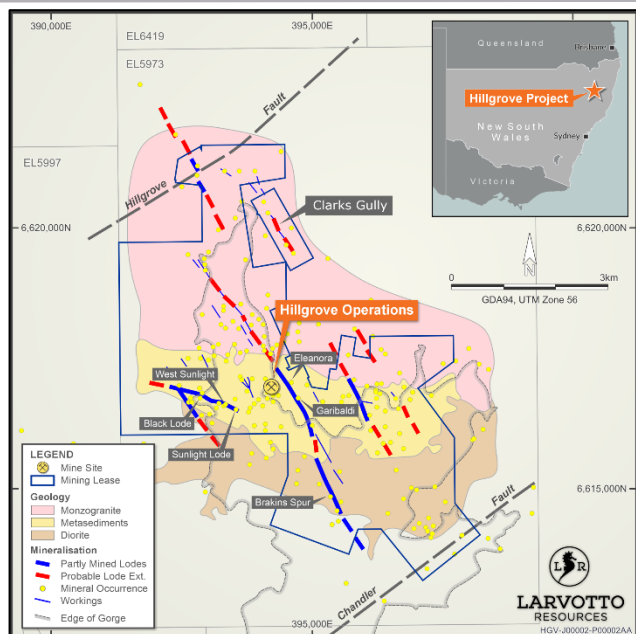 390,000E
395,000E
EL6419
EL5973
EL5997
Hillgrove
Fault
Queensland
Brisbane
Hillgrove Project
New South
Wales
Sydney
Victoria
Clarks Gully
6,620,000N
6,620,000N
N
0
3km
GDA94, UTM Zone 56
Hillgrove Operations
Eleanora
West Sunlight
Garibaldi
Black Lode
Sunlight Lode
Brakins Spur
6,615,000N
Chandler
Fault
LEGEND
Mine Site
Mining Lease
Geology
Monzogranite
Metasediments
Diorite
Mineralisation
Partly Mined Lodes
Probable Lode Ext.
Mineral Occurrence
Workings
Edge of Gorge
395,000E
L R
LARVOTTO
RESOURCES
HGV-J00002-P00002AA